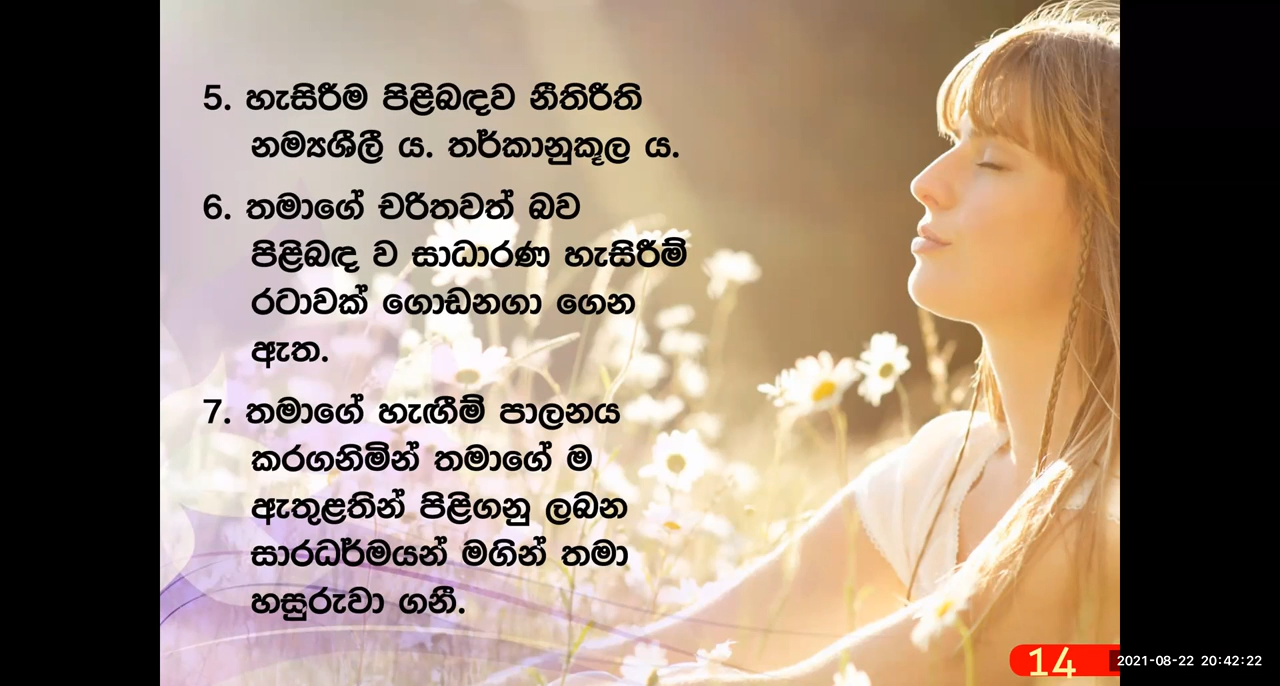 5. හැසිරීම පිළිබඳව නීතිරීති
නම්‍යශීලී ය. තර්කානුකූල ය.
6. තමාගේ චරිතවත් බව
පිළිබඳ ව සාධාරණ හැසිරීම්
රටාවක් ගොඩනගා ගෙන
ඇත.
7. තමාගේ හැඟීම් පාලනය
කරගනිමින් තමාගේ ම
ඇතුළතින් පිළිගනු ලබන
සාරධර්මයන් මගින් තමා
හසුරුවා ගනී.
14
2021-08-22 20:42:22